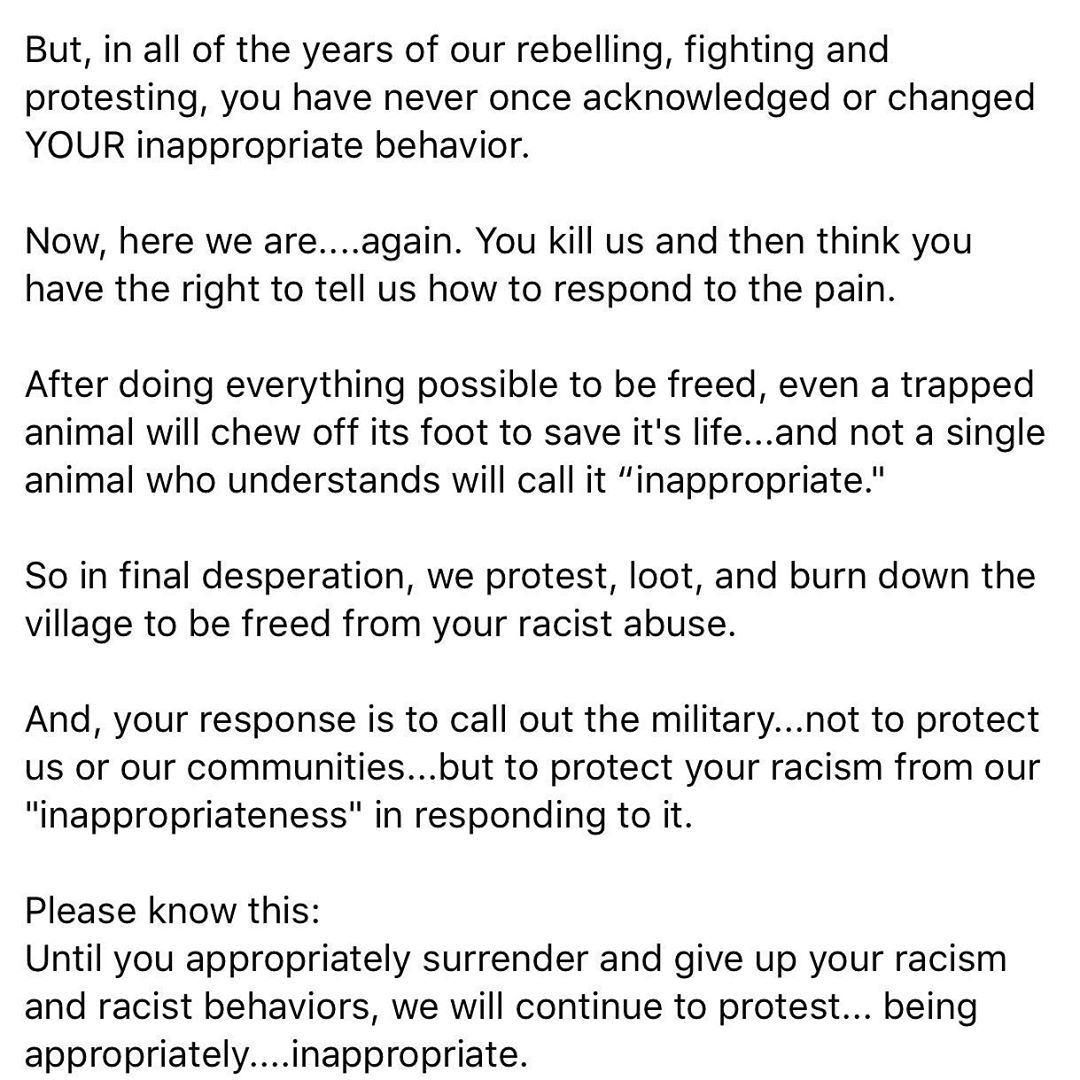 But, in all of the years of our rebelling, fighting and
protesting, you have never once acknowledged or changed
YOUR inappropriate behavior.
Now, here we are....again. You kill us and then think you
have the right to tell us how to respond to the pain.
After doing everything possible to be freed, even a trapped
animal will chew off its foot to save it's life...and not a single
animal who understands will call it “inappropriate."
So in final desperation, we protest, loot, and burn down the
village to be freed from your racist abuse.
And, your response is to call out the military...not to protect
us or our communities...but to protect your racism from our
"inappropriateness" in responding to it.
Please know this:
Until you appropriately surrender and give up your racism
and racist behaviors, we will continue to protest... being
appropriately....inappropriate.